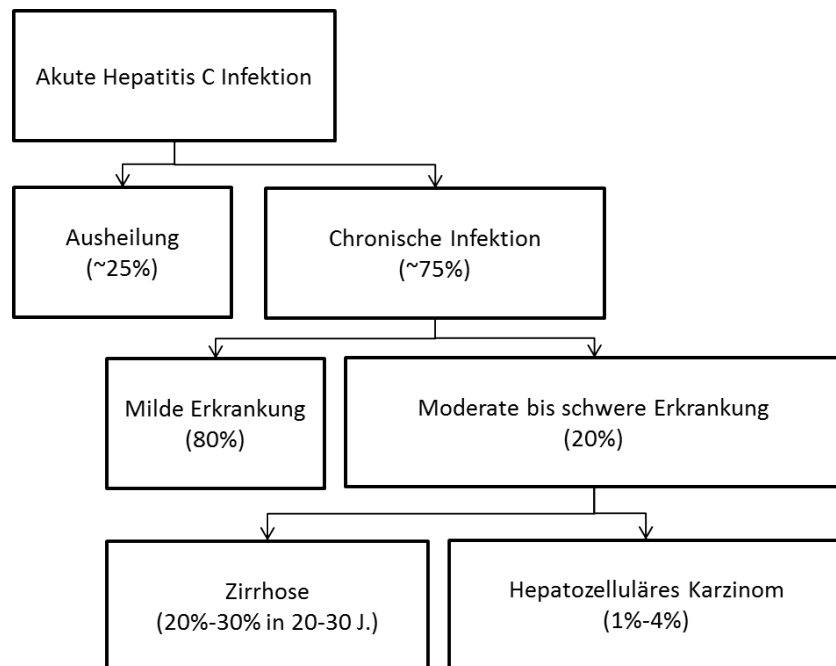 Akute Hepatitis C Infektion
Ausheilung
(~25%)
Chronische Infektion
(~75%)
Milde Erkrankung
(80%)
Moderate bis schwere Erkrankung
(20%)
Zirrhose
(20%-30% in 20-30 J.)
Hepatozelluläres Karzinom
(1%-4%)